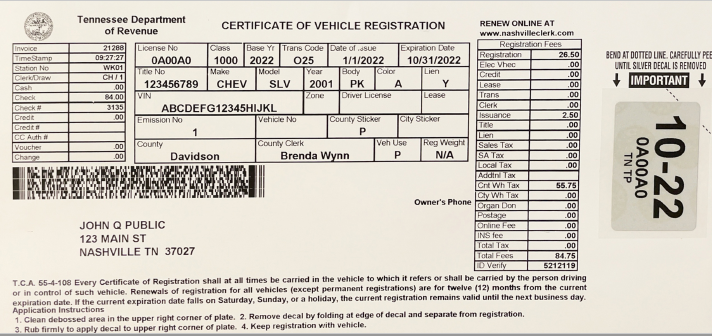 Tennessee Department
of Revenue
CERTIFICATE OF VEHICLE REGISTRATION
RENEW ONLINE AT
www.nashvilleclerk.com
Invoice 21288
TimeStamp 09:27:27
Station No WK01
Clerk/Draw CH / 1
Cash .00
Check 84.00
Check # 3135
Credit .00
Credit #
CC Auth #
Voucher .00
Change .00
License No Class Base Yr Trans Code Date of Issue Expiration Date
0A00A0 1000 2022 O25 1/1/2022 10/31/2022
Title No Make Model Year Body Color Lien
123456789 CHEV SLV 2001 PK A Y
VIN Zone Driver License Lease
ABCDEFG12345HIJKL
Emission No Vehicle No County Sticker City Sticker
1 P
County County Clerk Veh Use Reg Weight
Davidson Brenda Wynn P N/A
Registration Fees
Registration 26.50
Elec Vhec .00
Credit .00
Lease .00
Trans .00
Clerk .00
Issuance 2.50
Title .00
Lien .00
Sales Tax .00
SA Tax .00
Local Tax .00
Addtnl Tax
Cnt Wh Tax 55.75
Cty Wh Tax .00
Organ Don .00
Postage .00
Online Fee .00
INS fee .00
Total Tax .00
Total Fees 84.75
ID Verify 5212119
BEND AT DOTTED LINE. CAREFULLY PEE
UNTIL SILVER DECAL IS REMOVED
IMPORTANT
10-22
0A00A0
TN TP
Owner's Phone
JOHN Q PUBLIC
123 MAIN ST
NASHVILLE TN 37027
T.C.A. 55-4-108 Every Certificate of Registration shall at all times be carried in the vehicle to which it refers or shall be carried by the person driving
or in control of such vehicle. Renewals of registration for all vehicles (except permanent registrations) are for twelve (12) months from the current
expiration date. If the current expiration date falls on Saturday, Sunday, or a holiday, the current registration remains valid until the next business day.
Application Instructions
1. Clean debossed area in the upper right corner of plate. 2. Remove decal by folding at edge of decal and separate from registration.
3. Rub firmly to apply decal to upper right corner of plate. 4. Keep registration with vehicle.